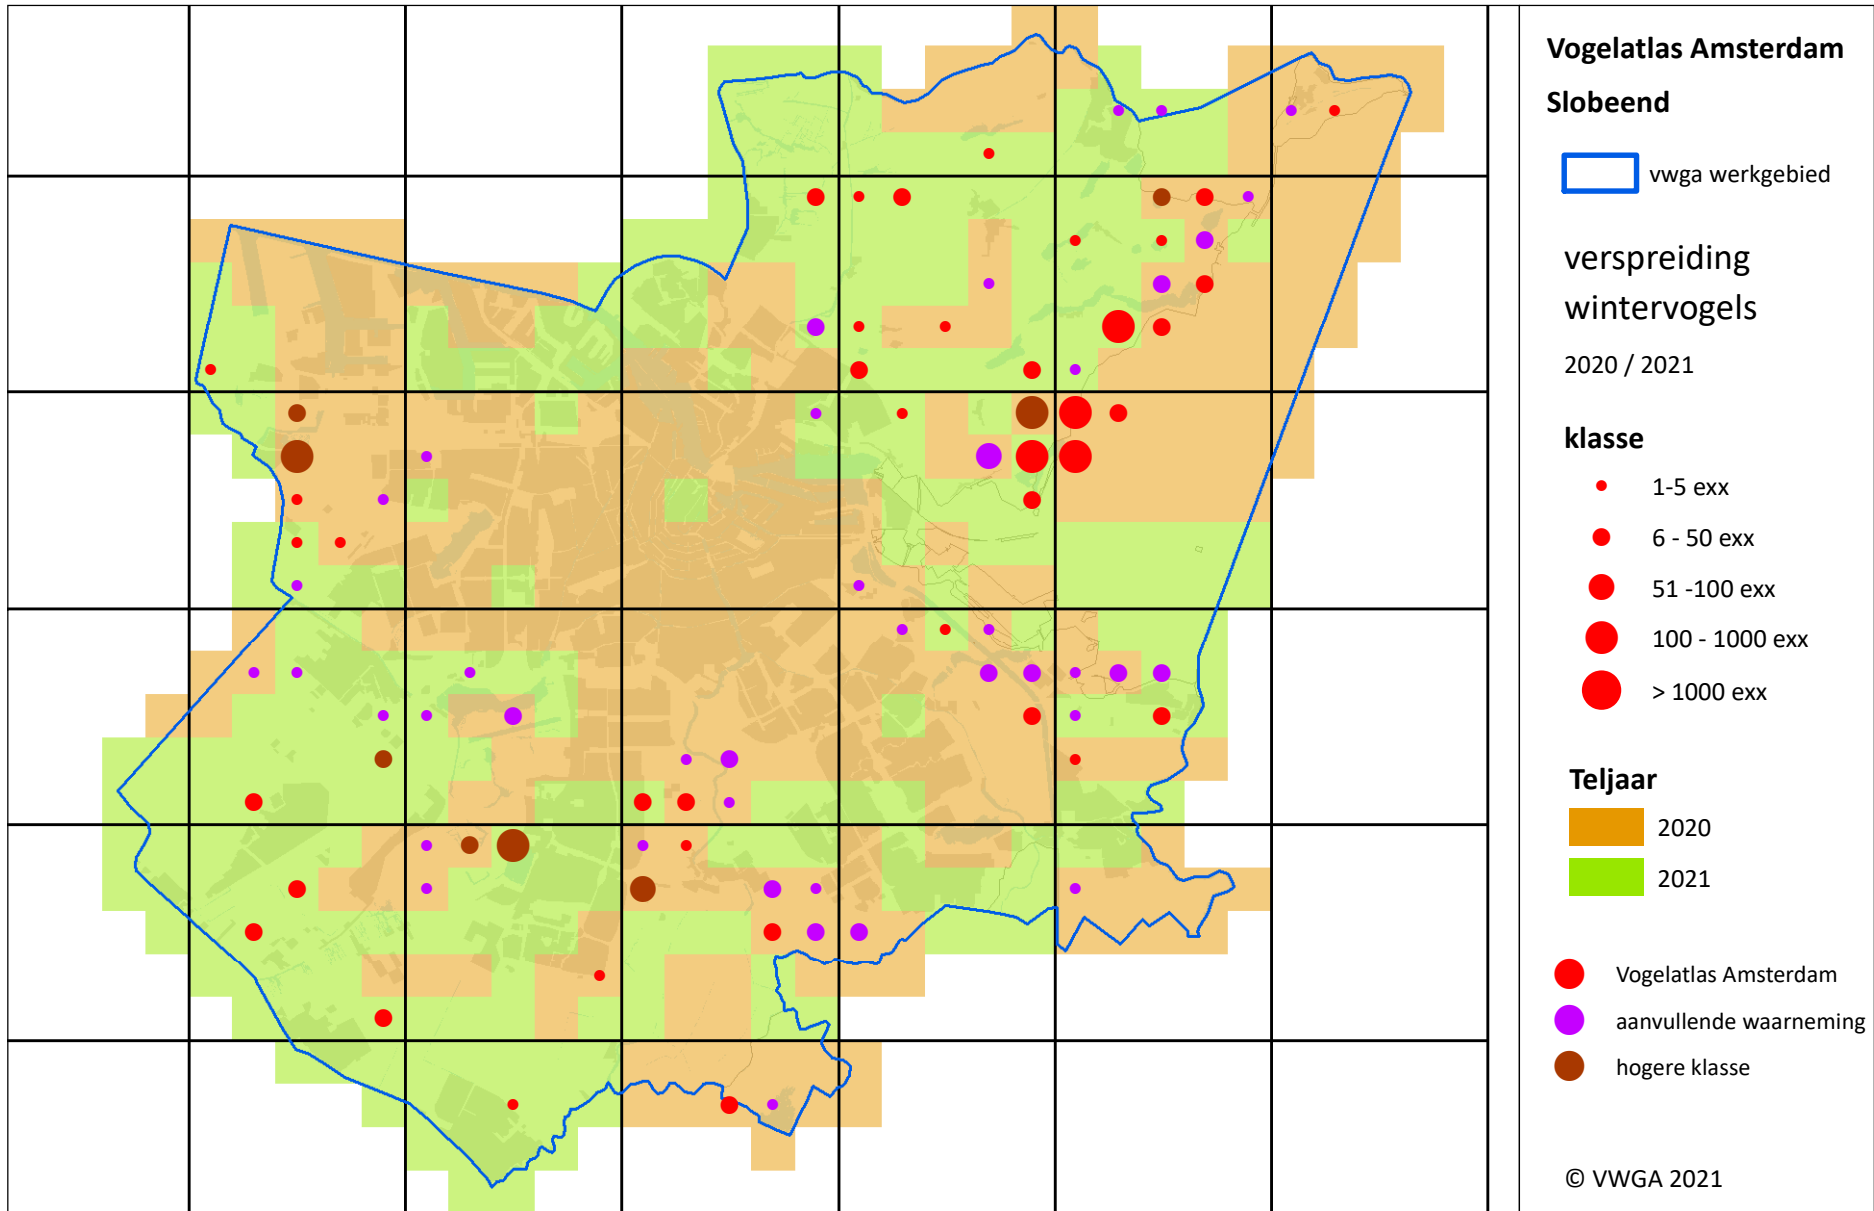 Vogelatlas Amsterdam
Slobeend
vwga werkgebied
verspreiding
wintervogels
2020 / 2021
klasse
1-5 exx
6 - 50 exx
51 -100 exx
100 - 1000 exx
> 1000 exx
Teljaar
2020
2021
Vogelatlas Amsterdam
aanvullende waarneming
hogere klasse
© VWGA 2021